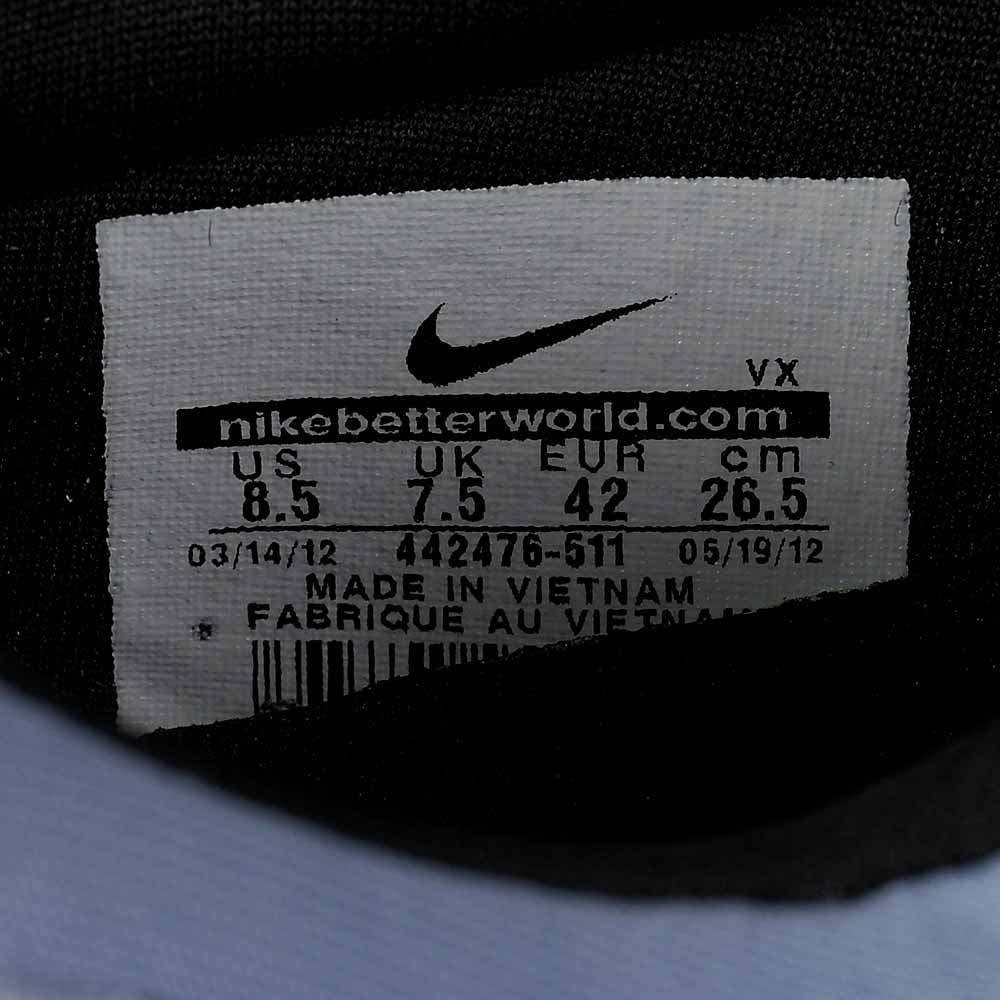 VX
nikebetterworld.com
US UK EUR cm
8.5 7.5 42 26.5
03/14/12 442476-511 05/19/12
MADE IN VIETNAM
FABRIQUE AU VIETNAM